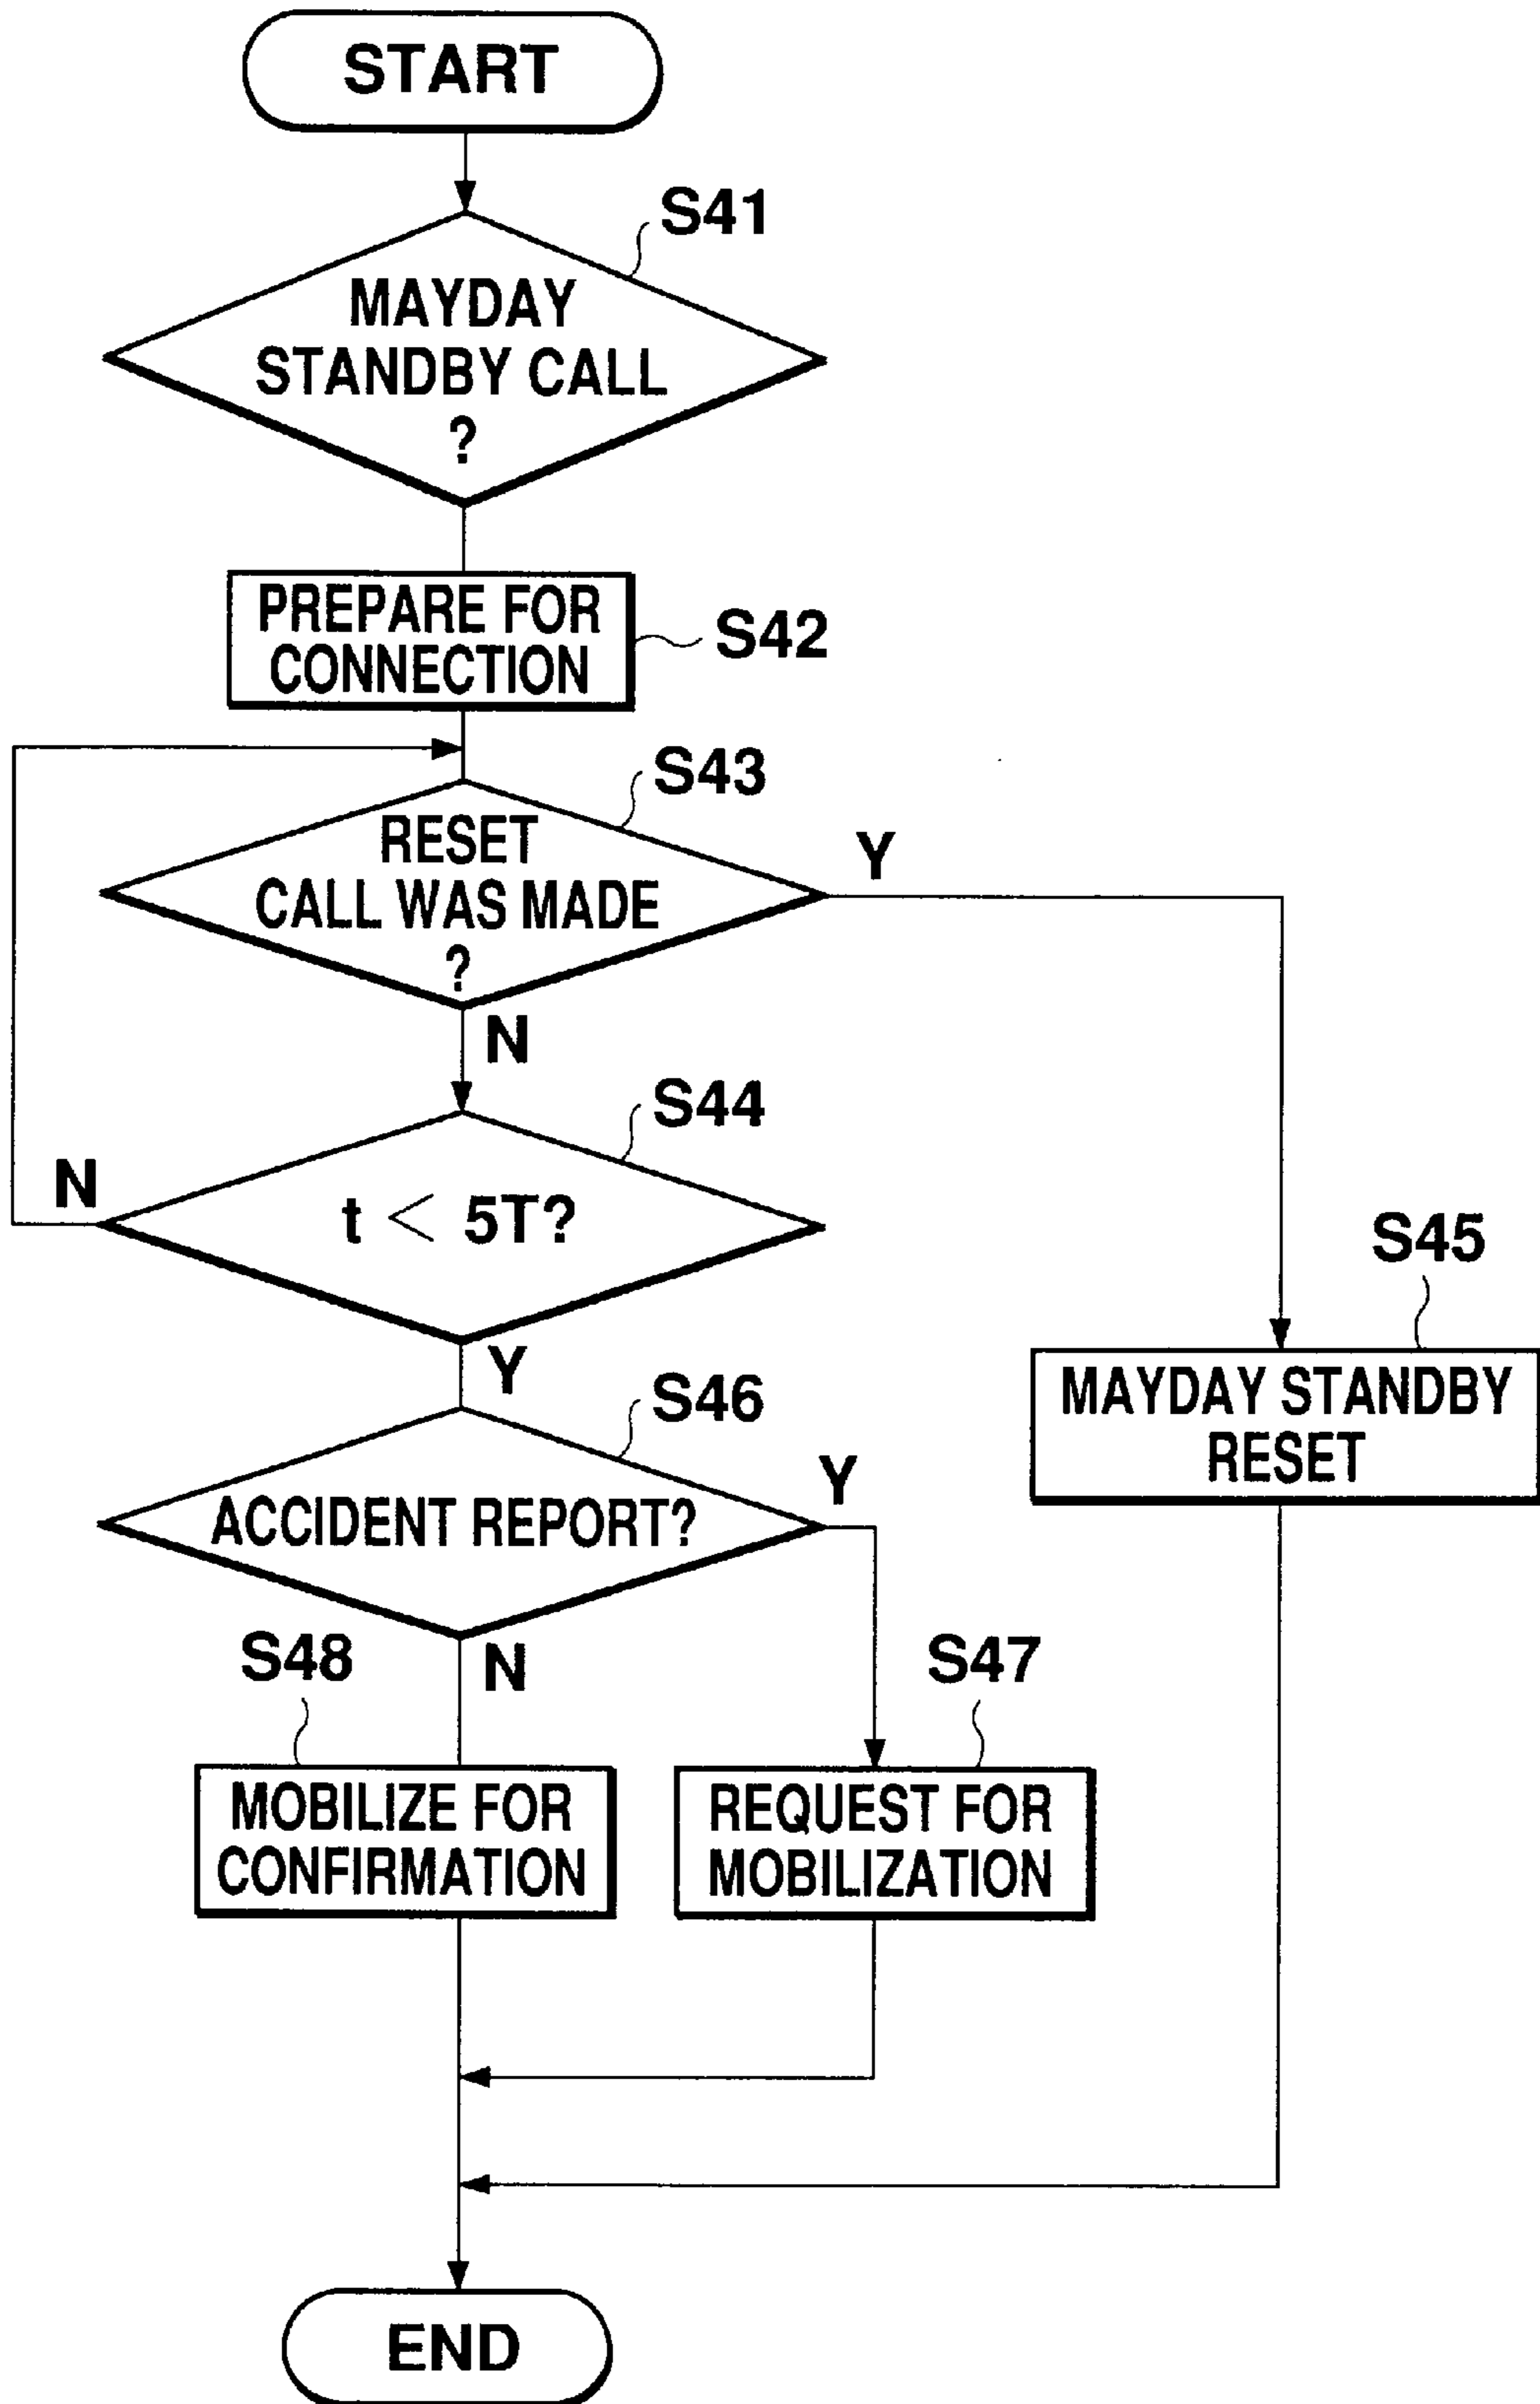 START
S41
MAYDAY
STANDBY CALL
?
PREPARE FOR
CONNECTION
S42
S43
RESET
CALL WAS MADE
?
Y
N
S44
N
t < 5T?
Y
S45
MAYDAY STANDBY
RESET
S46
ACCIDENT REPORT?
Y
N
S48
MOBILIZE FOR
CONFIRMATION
S47
REQUEST FOR
MOBILIZATION
END